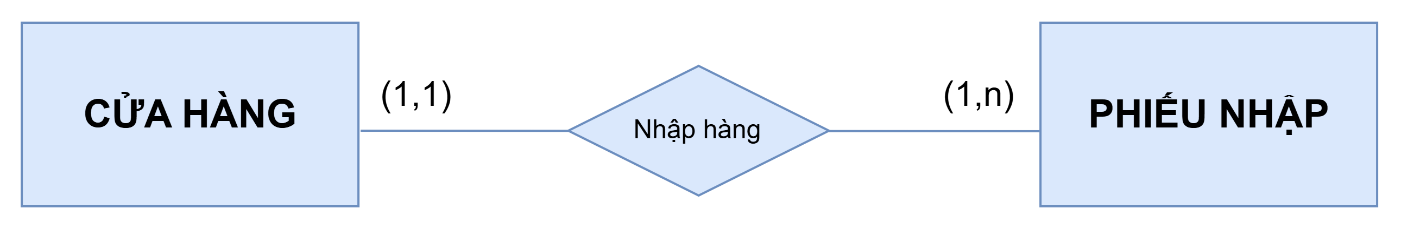 CỬA HÀNG
(1,1)
Nhập hàng
(1,n)
PHIẾU NHẬP